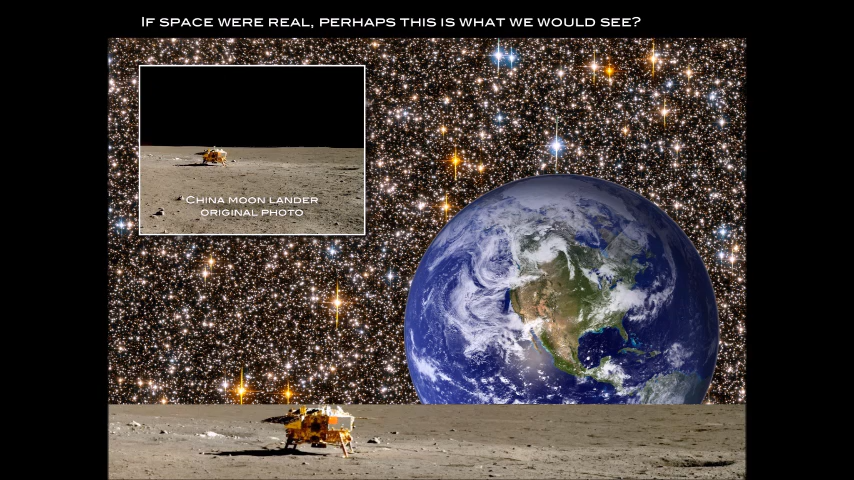 If space were real, perhaps this is what we would see?
*China moon lander
original photo